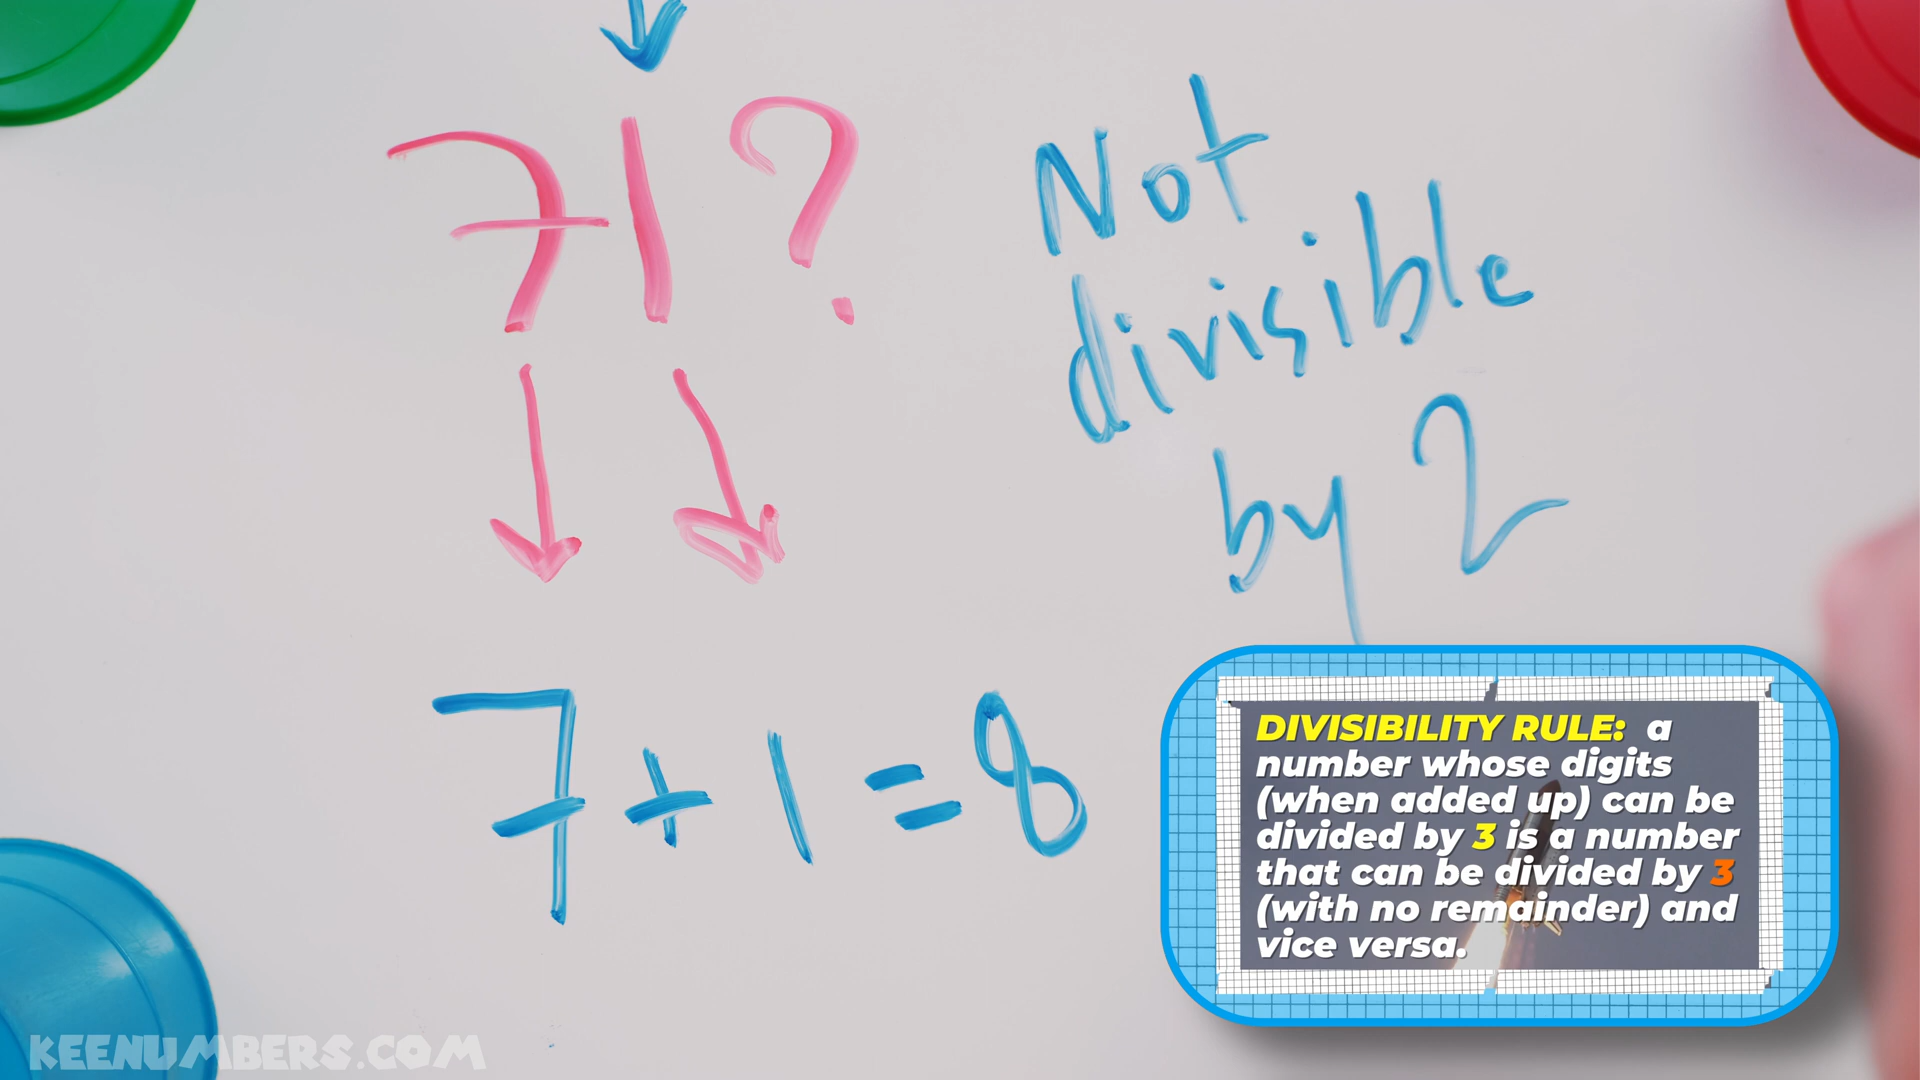 71?
Not
divisible
by 2
7+1=8
DIVISIBILITY RULE: a
number whose digits
(when added up) can be
divided by 3 is a number
that can be divided by 3
(with no remainder) and
vice versa.
KEENUMBERS.COM